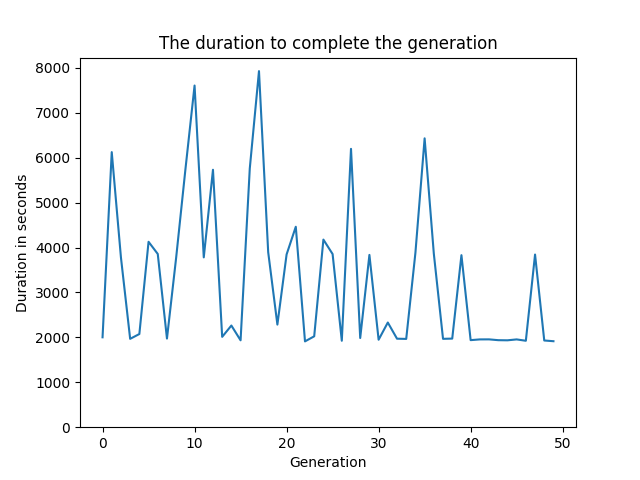 The duration to complete the generation
8000
7000
6000
5000
4000
3000
2000
1000
0
Duration in seconds
0 10 20 30 40 50
Generation